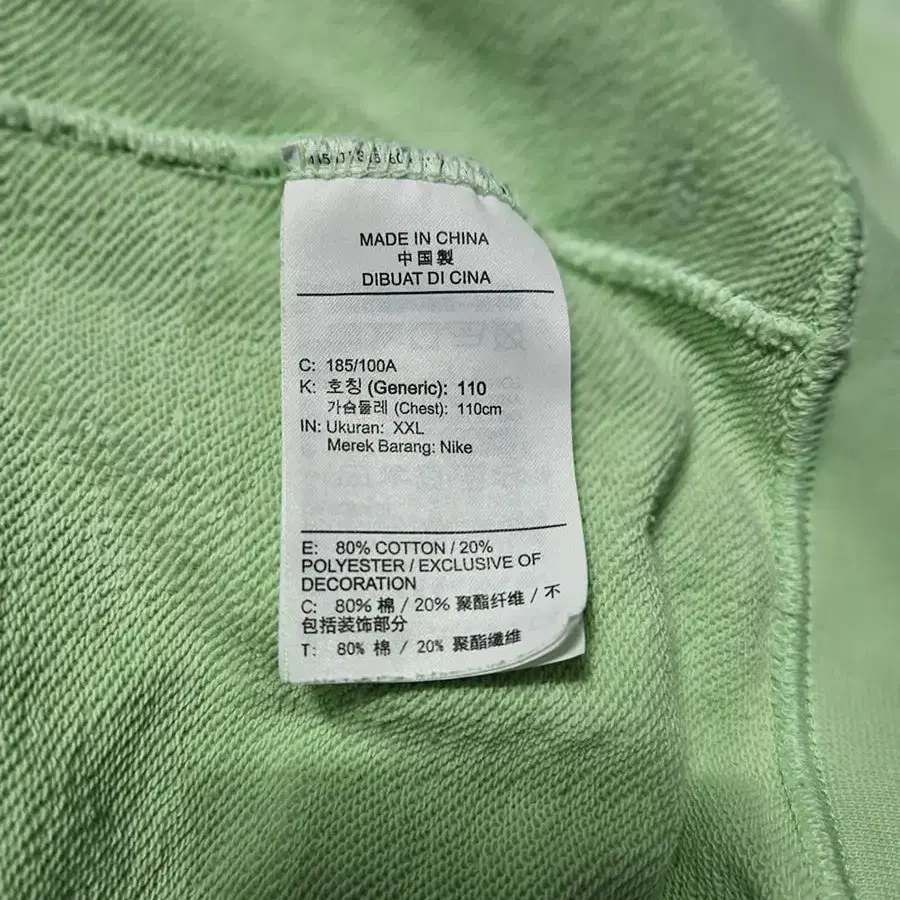 MADE IN CHINA
中国製
DIBUAT DI CINA
C: 185/100A
K: 호칭 (Generic): 110
가슴둘레 (Chest): 110cm
IN: Ukuran: XXL
Merek Barang: Nike
E: 80% COTTON / 20%
POLYESTER / EXCLUSIVE OF
DECORATION
C: 80% 棉 / 20% 聚酯纤维 / 不
包括装饰部分
T: 80% 棉 / 20% 聚酯纖維